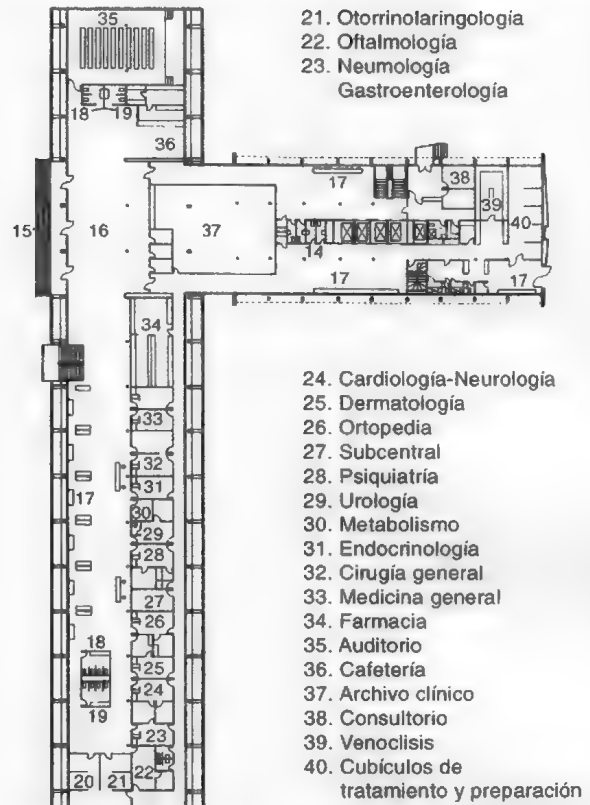 35
18
19
36
15
16
37
17
14
17
38
39
40
17
34
33
32
31
30
29
28
27
26
25
24
23
22
17
18
19
20
21
21. Otorrinolaringología
22. Oftalmología
23. Neumología
Gastroenterología
24. Cardiología-Neurología
25. Dermatología
26. Ortopedia
27. Subcentral
28. Psiquiatría
29. Urología
30. Metabolismo
31. Endocrinología
32. Cirugía general
33. Medicina general
34. Farmacia
35. Auditorio
36. Cafetería
37. Archivo clínico
38. Consultorio
39. Venoclisis
40. Cubículos de
tratamiento y preparación